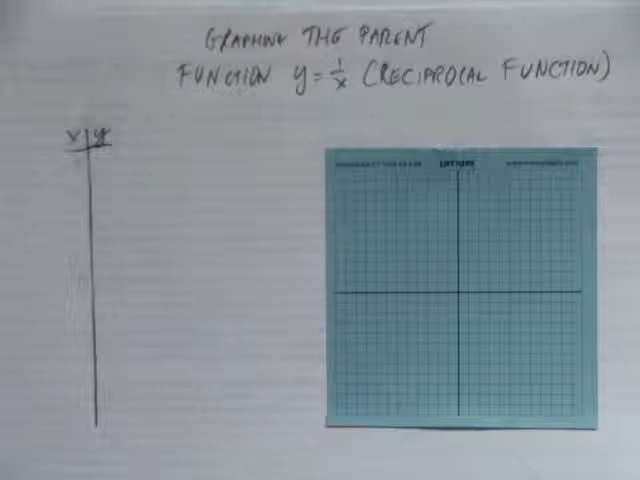 GRAPHING THE PARENT
FUNCTION y = 1/x (RECIPROCAL FUNCTION)
x y